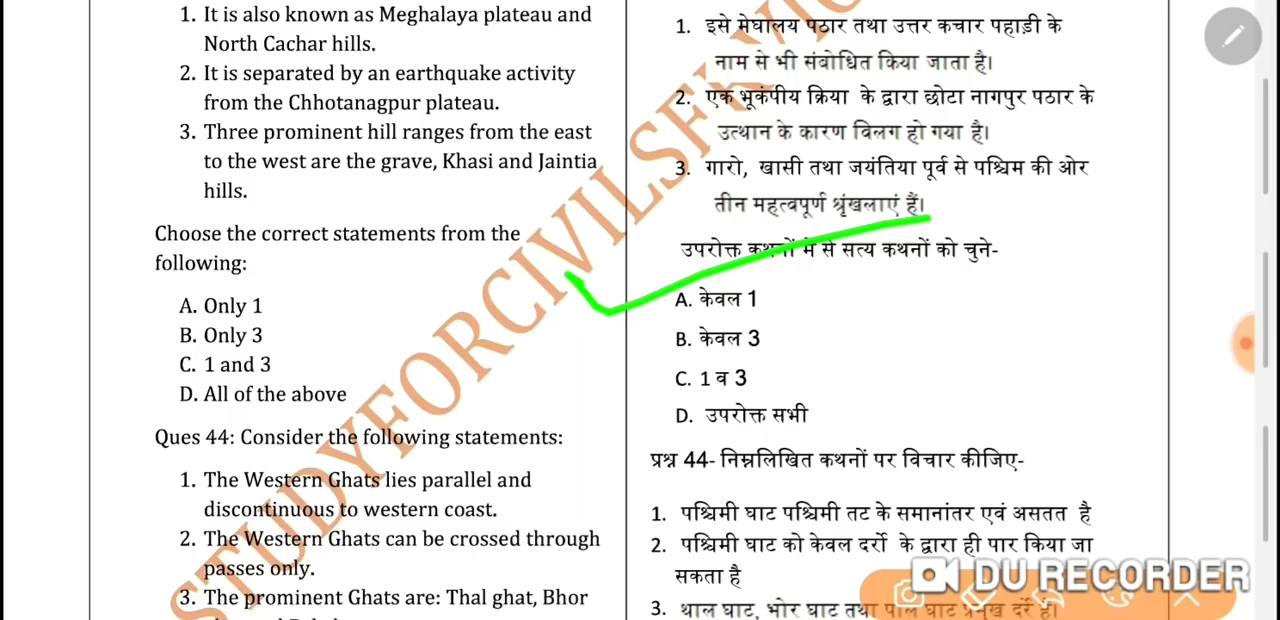 1. It is also known as Meghalaya plateau and
North Cachar hills.
2. It is separated by an earthquake activity
from the Chhotanagpur plateau.
3. Three prominent hill ranges from the east
to the west are the grave, Khasi and Jaintia
hills.
Choose the correct statements from the
following:
A. Only 1
B. Only 3
C. 1 and 3
D. All of the above
Ques 44: Consider the following statements:
1. The Western Ghats lies parallel and
discontinuous to western coast.
2. The Western Ghats can be crossed through
passes only.
3. The prominent Ghats are: Thal ghat, Bhor
1. इसे मेघालय पठार तथा उत्तर कचार पहाड़ी के
नाम से भी संबोधित किया जाता है।
2. एक भूकंपीय क्रिया के द्वारा छोटा नागपुर पठार के
उत्थान के कारण विलग हो गया है।
3. गारो, खासी तथा जयंतिया पूर्व से पश्चिम की ओर
तीन महत्वपूर्ण श्रृंखलाएं हैं।
उपरोक्त कथनों में से सत्य कथनों को चुने-
A. केवल 1
B. केवल 3
C. 1 व 3
D. उपरोक्त सभी
प्रश्न 44- निम्नलिखित कथनों पर विचार कीजिए-
1. पश्चिमी घाट पश्चिमी तट के समानांतर एवं असतत है
2. पश्चिमी घाट को केवल दर्रो के द्वारा ही पार किया जा
सकता है
3. थाल घाट, भोर घाट तथा पाल घाट प्रमुख दर्रे हैं।
STUDYFORCIVILSERVIC
DU RECORDER